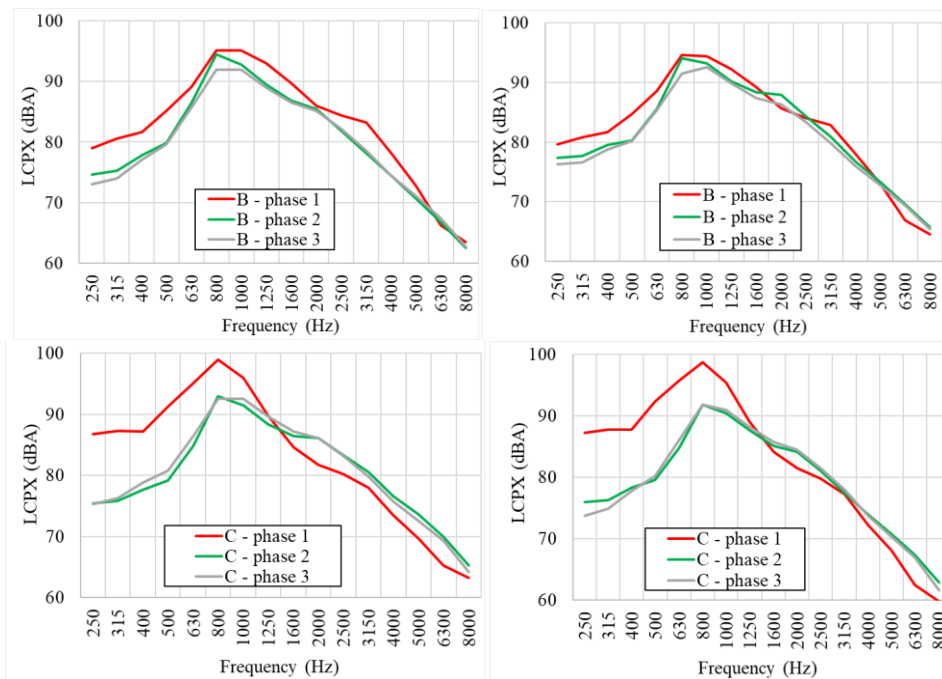 100
90
80
70
60
LCPX (dBA)
B - phase 1
B - phase 2
B - phase 3
250 315 400 500 630 800 1000 1250 1600 2000 2500 3150 4000 5000 6300 8000
Frequency (Hz)
100
90
80
70
60
LCPX (dBA)
B - phase 1
B - phase 2
B - phase 3
250 315 400 500 630 800 1000 1250 1600 2000 2500 3150 4000 5000 6300 8000
Frequency (Hz)
100
90
80
70
60
LCPX (dBA)
C - phase 1
C - phase 2
C - phase 3
250 315 400 500 630 800 1000 1250 1600 2000 2500 3150 4000 5000 6300 8000
Frequency (Hz)
100
90
80
70
60
LCPX (dBA)
C - phase 1
C - phase 2
C - phase 3
250 315 400 500 630 800 1000 1250 1600 2000 2500 3150 4000 5000 6300 8000
Frequency (Hz)